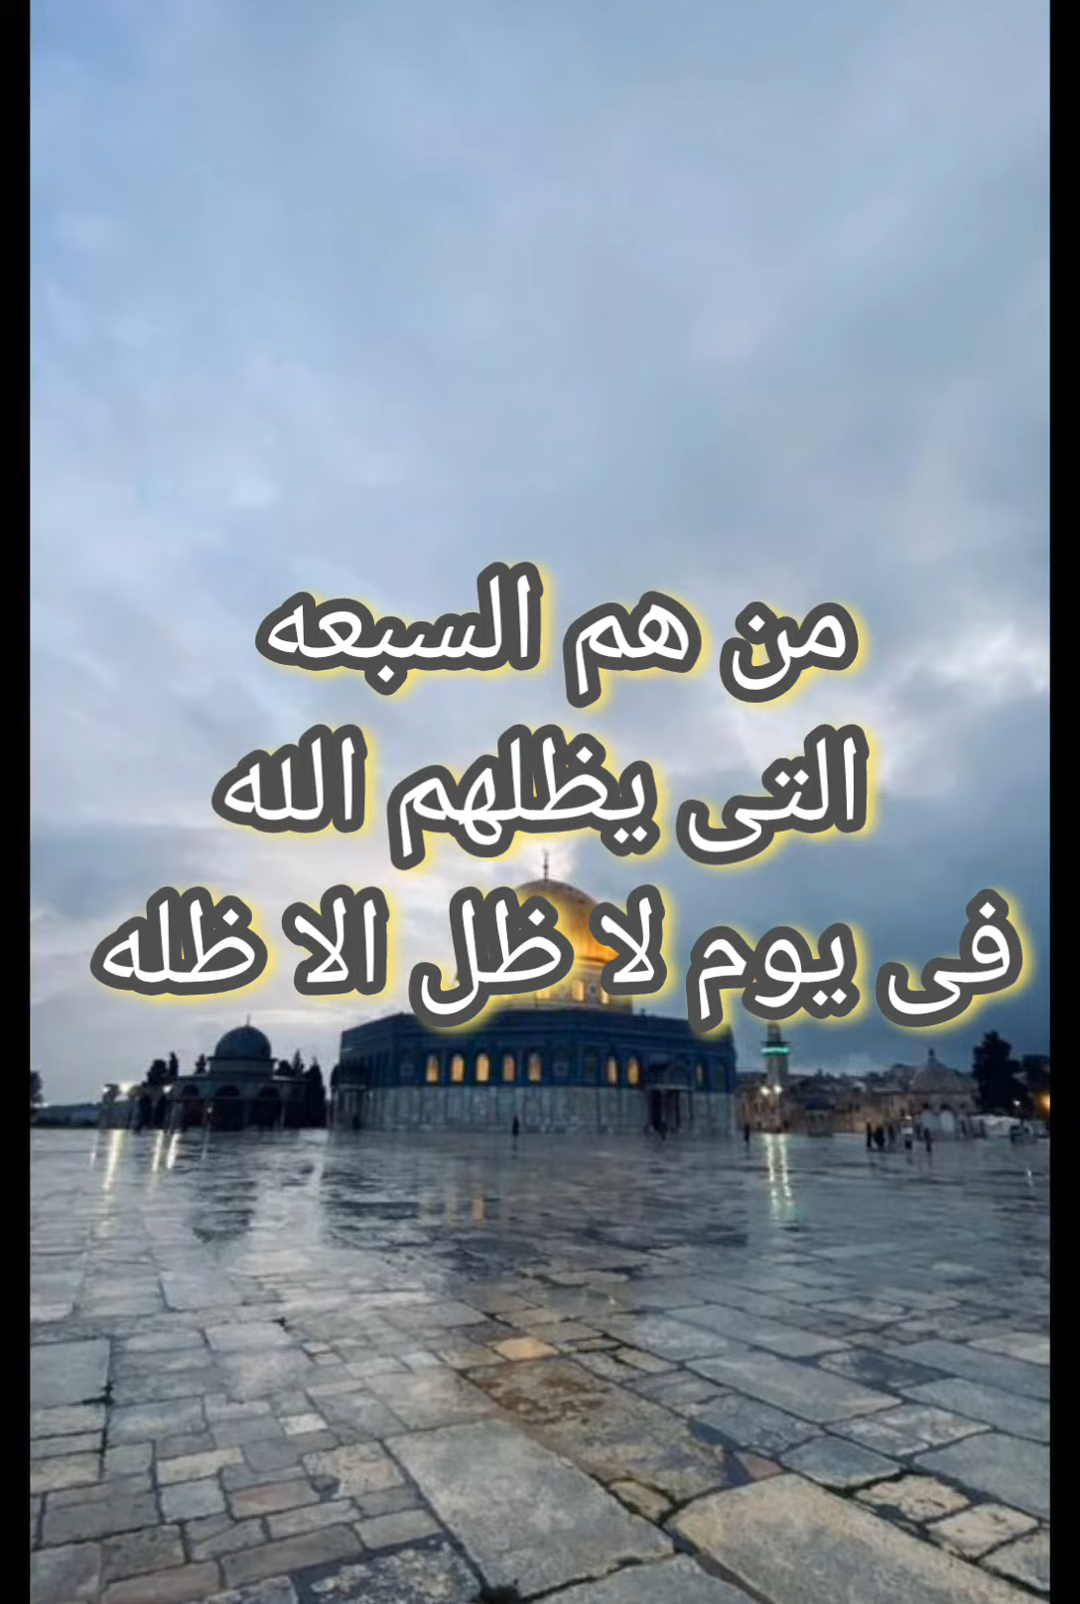 من هم السبعه
التى يظلهم الله
فى يوم لا ظل الا ظله